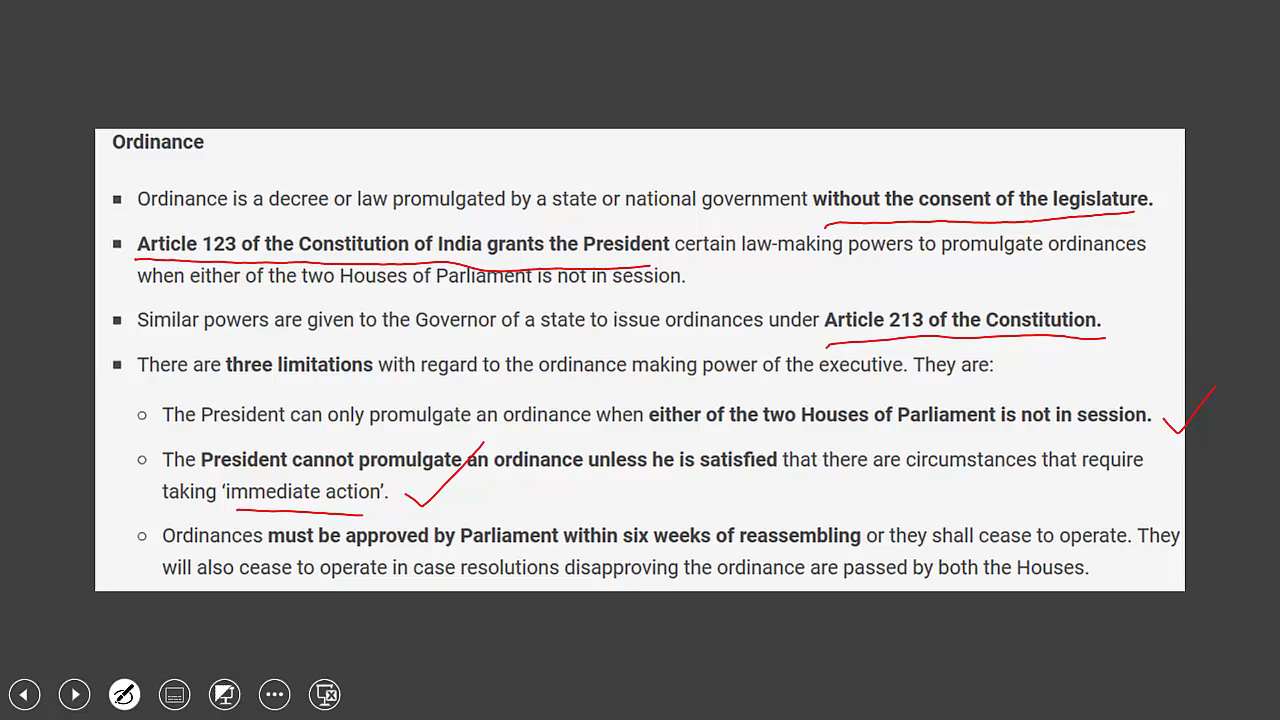 Ordinance
▪ Ordinance is a decree or law promulgated by a state or national government without the consent of the legislature.
▪ Article 123 of the Constitution of India grants the President certain law-making powers to promulgate ordinances
when either of the two Houses of Parliament is not in session.
▪ Similar powers are given to the Governor of a state to issue ordinances under Article 213 of the Constitution.
▪ There are three limitations with regard to the ordinance making power of the executive. They are:
○ The President can only promulgate an ordinance when either of the two Houses of Parliament is not in session.
○ The President cannot promulgate an ordinance unless he is satisfied that there are circumstances that require
taking ‘immediate action’.
○ Ordinances must be approved by Parliament within six weeks of reassembling or they shall cease to operate. They
will also cease to operate in case resolutions disapproving the ordinance are passed by both the Houses.